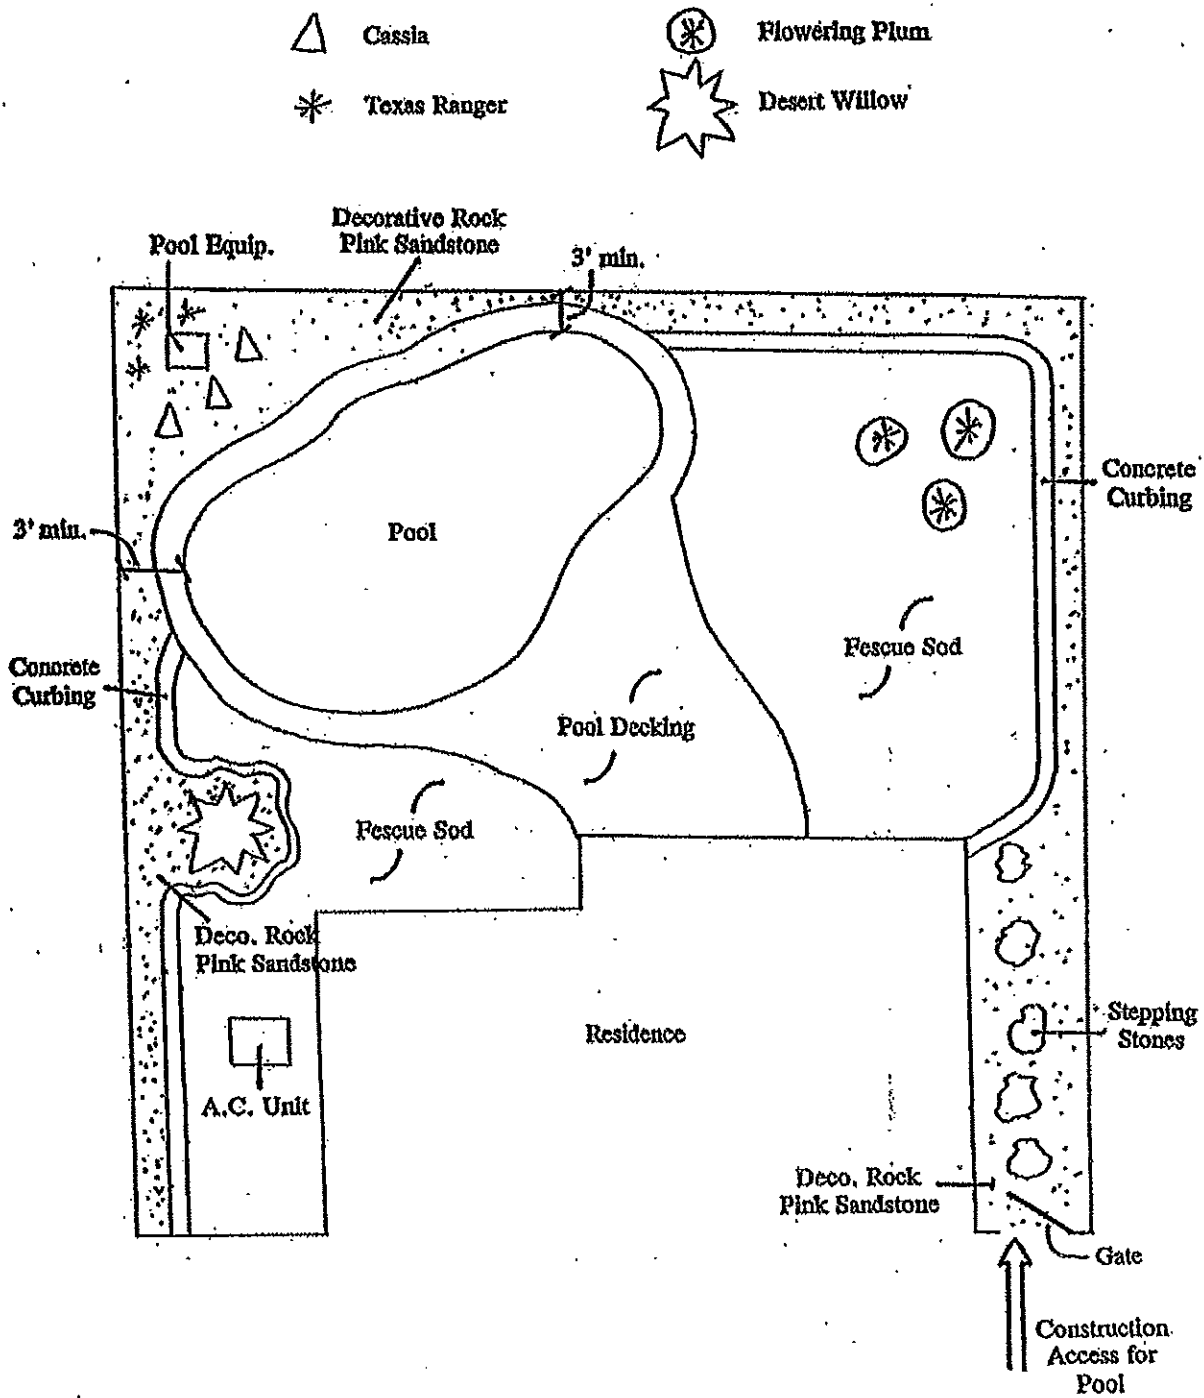 Cassia
Flowering Plum
Texas Ranger
Desert Willow
Decorative Rock
Pink Sandstone
Pool Equip.
3' min.
Concrete
Curbing
Pool
3' min.
Fescue Sod
Concrete
Curbing
Pool Decking
Fescue Sod
Deco. Rock
Pink Sandstone
Residence
Stepping
Stones
A.C. Unit
Deco. Rock
Pink Sandstone
Gate
Construction
Access for
Pool